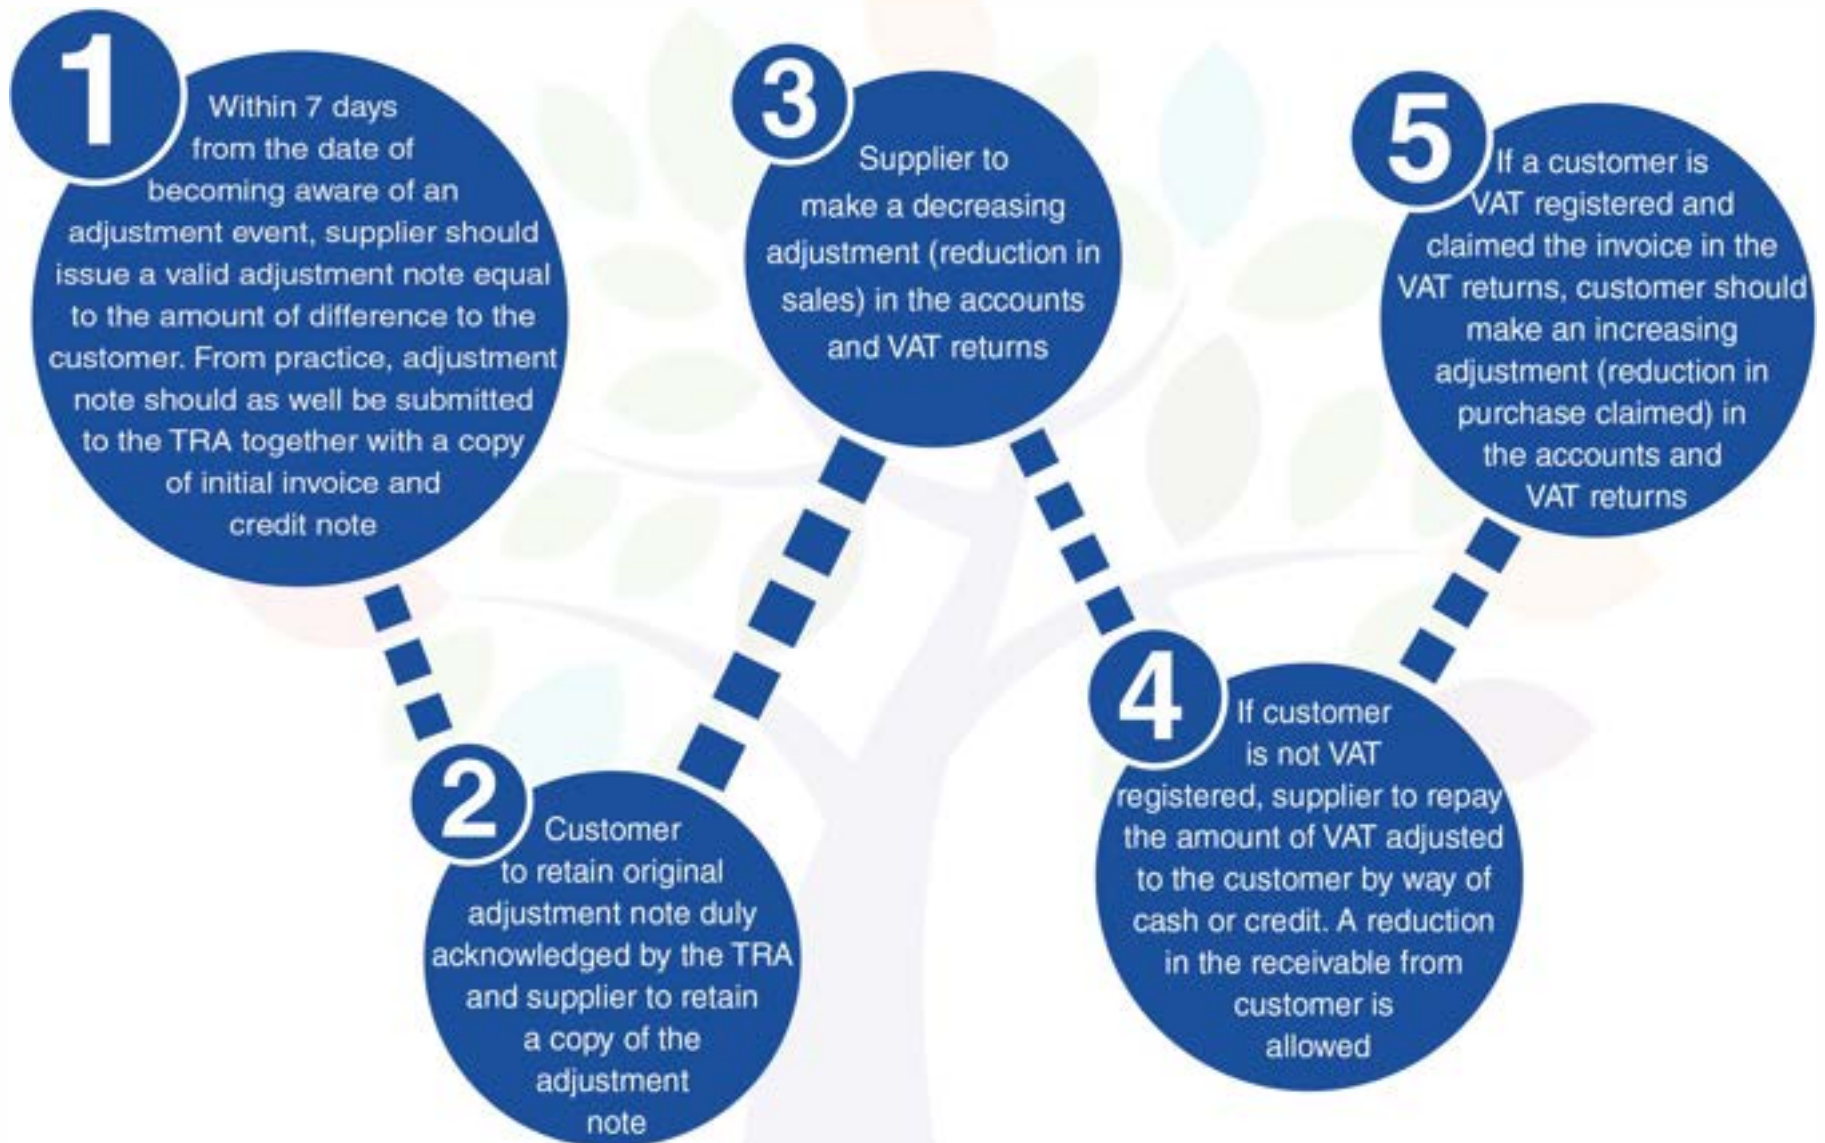 1
Within 7 days
from the date of
becoming aware of an
adjustment event, supplier should
issue a valid adjustment note equal
to the amount of difference to the
customer. From practice, adjustment
note should as well be submitted
to the TRA together with a copy
of initial invoice and
credit note
2
Customer
to retain original
adjustment note duly
acknowledged by the TRA
and supplier to retain
a copy of the
adjustment
note
3
Supplier to
make a decreasing
adjustment (reduction in
sales) in the accounts
and VAT returns
4
If customer
is not VAT
registered, supplier to repay
the amount of VAT adjusted
to the customer by way of
cash or credit. A reduction
in the receivable from
customer is
allowed
5
If a customer is
VAT registered and
claimed the invoice in the
VAT returns, customer should
make an increasing
adjustment (reduction in
purchase claimed) in
the accounts and
VAT returns